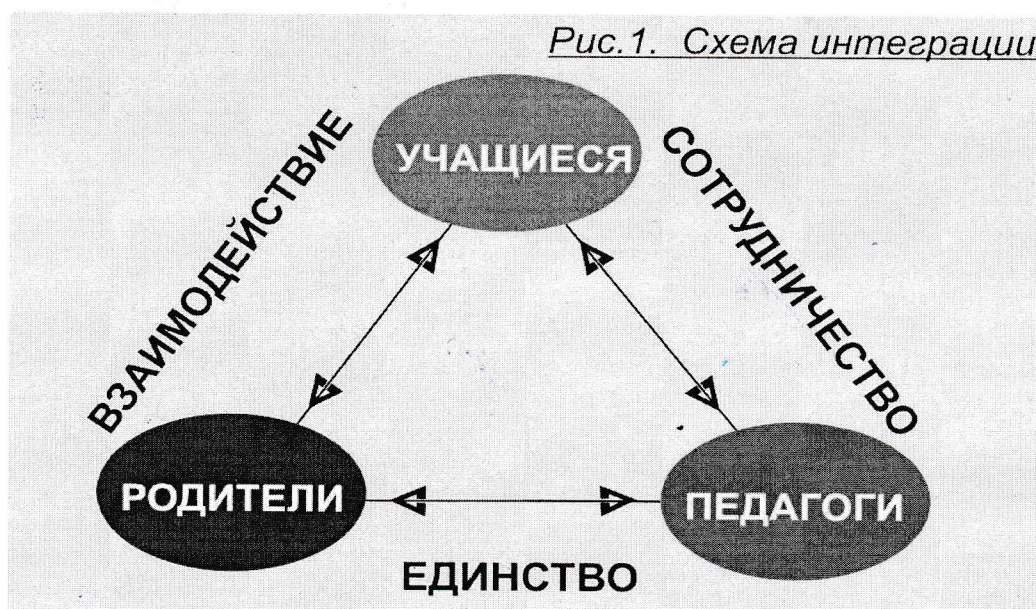 Рис.1. Схема интеграции
УЧАЩИЕСЯ
ВЗАИМОДЕЙСТВИЕ
СОТРУДНИЧЕСТВО
РОДИТЕЛИ
ПЕДАГОГИ
ЕДИНСТВО